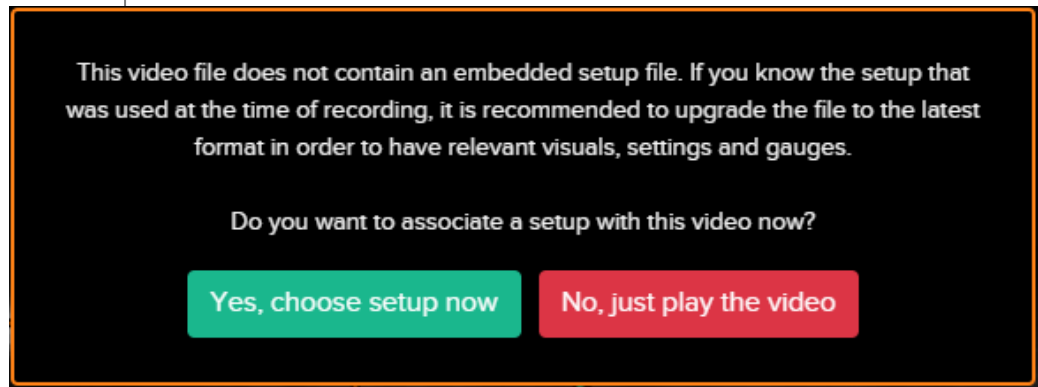 This video file does not contain an embedded setup file. If you know the setup that
was used at the time of recording, it is recommended to upgrade the file to the latest
format in order to have relevant visuals, settings and gauges.
Do you want to associate a setup with this video now?
Yes, choose setup now
No, just play the video